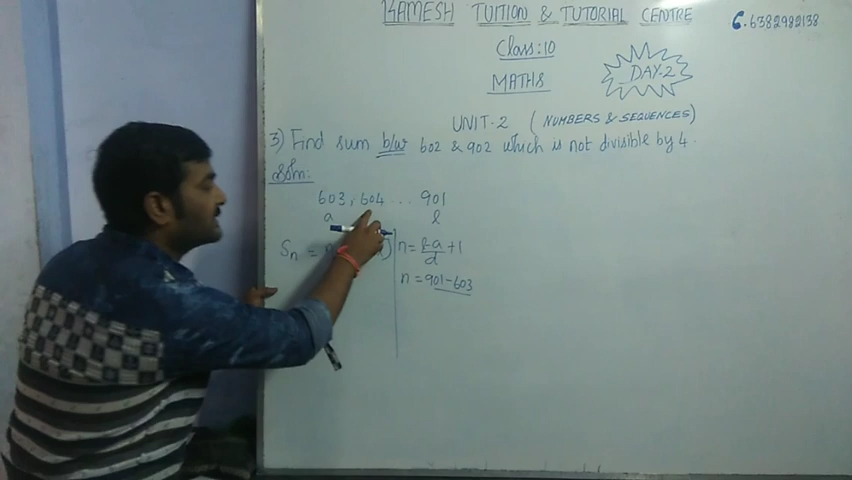 KAMESH TUITION & TUTORIAL CENTRE
6382982138
Class:10
MATHS
DAY-2
UNIT-2 (NUMBERS & SEQUENCES)
3) Find sum b/w 602 & 902 which is not divisible by 4.
Soln:
603, 604 ... 901
a l
Sn = n ) n = l-a/d +1
n = 901-603